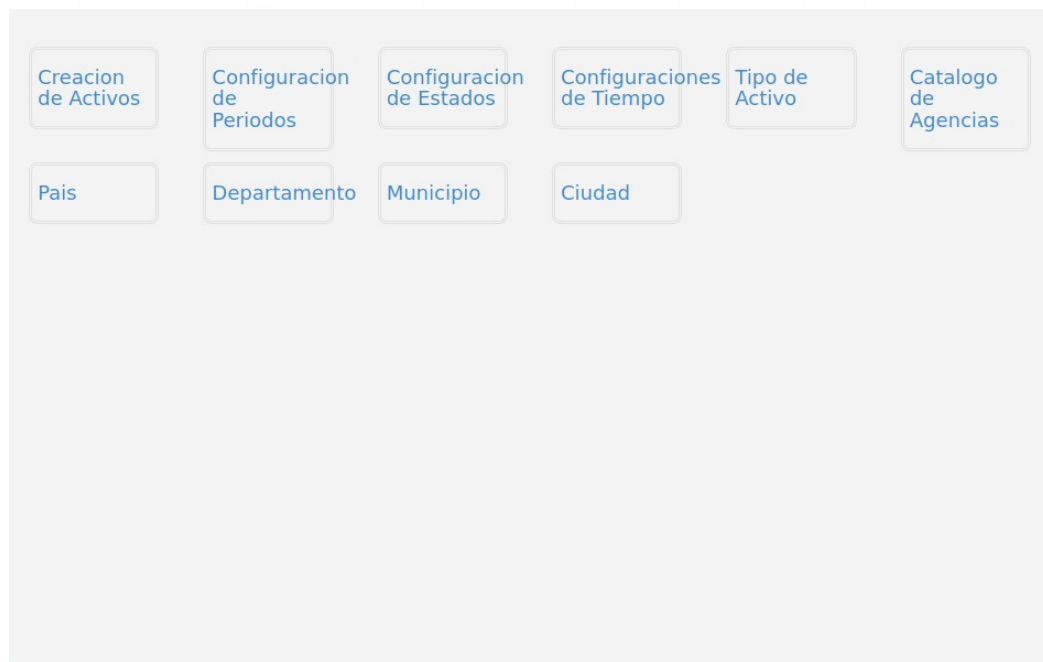 Creacion
de Activos
Configuracion
de
Periodos
Configuracion
de Estados
Configuraciones
de Tiempo
Tipo de
Activo
Catalogo
de
Agencias
Pais
Departamento
Municipio
Ciudad